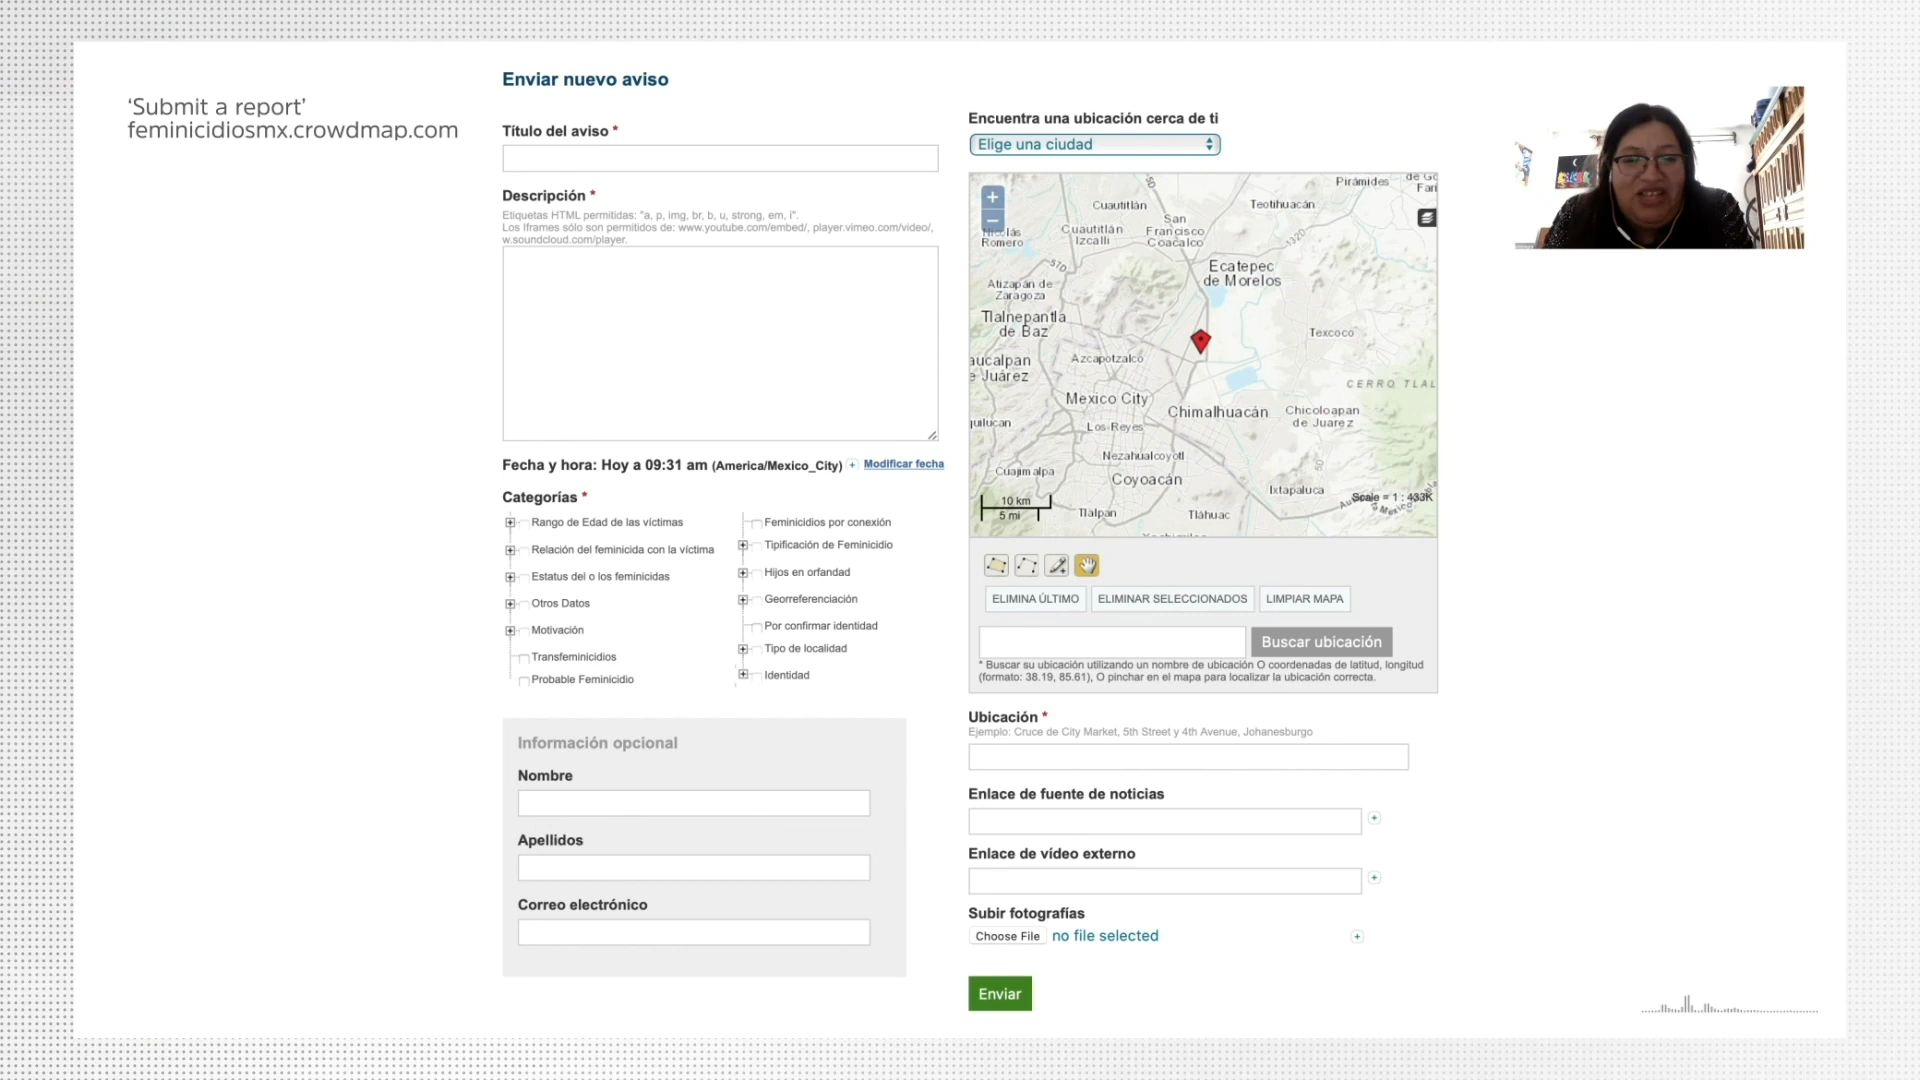 ‘Submit a report’
feminicidiosmx.crowdmap.com
Enviar nuevo aviso
Título del aviso *
Descripción *
Etiquetas HTML permitidas: "a, p, img, br, b, u, strong, em, i".
Los Iframes sólo son permitidos de: www.youtube.com/embed/, player.vimeo.com/video/,
w.soundcloud.com/player.
Fecha y hora: Hoy a 09:31 am (America/Mexico_City) + Modificar fecha
Categorías *
Rango de Edad de las víctimas
Relación del feminicida con la víctima
Estatus del o los feminicidas
Otros Datos
Motivación
Transfeminicidios
Probable Feminicidio
Feminicidios por conexión
Tipificación de Feminicidio
Hijos en orfandad
Georreferenciación
Por confirmar identidad
Tipo de localidad
Identidad
Información opcional
Nombre
Apellidos
Correo electrónico
Encuentra una ubicación cerca de ti
Elige una ciudad
+
−
Pirámides
Cuautitlán
Teotihuacán
San
Francisco
Coacalco
Cuautitlán
Izcalli
Nicolás
Romero
57D
132D
Ecatepec
de Morelos
Atizapán de
Zaragoza
Tlalnepantla
de Baz
Texcoco
Azcapotzalco
aucalpan
e Juárez
CERRO TLAL
Mexico City
Chimalhuacán
Chicoloapan
de Juarez
quilucan
Los Reyes
Nezahualcoyotl
Cuajimalpa
Coyoacán
Ixtapaluca
Scale = 1 : 433K
10 km
5 mi
Tlalpan
Tláhuac
ELIMINA ÚLTIMO
ELIMINAR SELECCIONADOS
LIMPIAR MAPA
Buscar ubicación
* Buscar su ubicación utilizando un nombre de ubicación O coordenadas de latitud, longitud
(formato: 38.19, 85.61), O pinchar en el mapa para localizar la ubicación correcta.
Ubicación *
Ejemplo: Cruce de City Market, 5th Street y 4th Avenue, Johanesburgo
Enlace de fuente de noticias
Enlace de vídeo externo
Subir fotografías
Choose File no file selected
Enviar